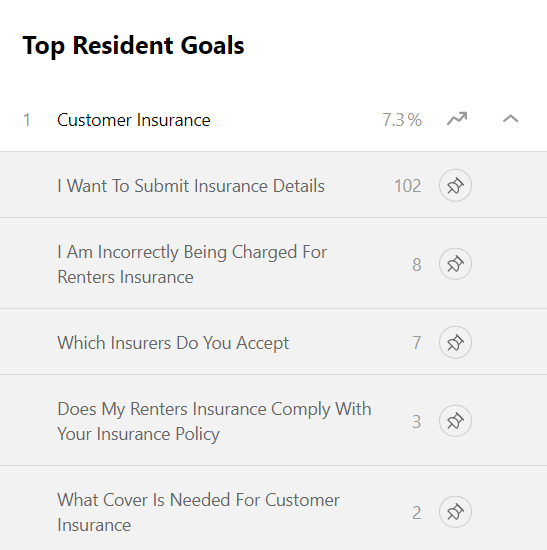 Top Resident Goals
1 Customer Insurance 7.3 %
I Want To Submit Insurance Details 102
I Am Incorrectly Being Charged For
Renters Insurance 8
Which Insurers Do You Accept 7
Does My Renters Insurance Comply With
Your Insurance Policy 3
What Cover Is Needed For Customer
Insurance 2